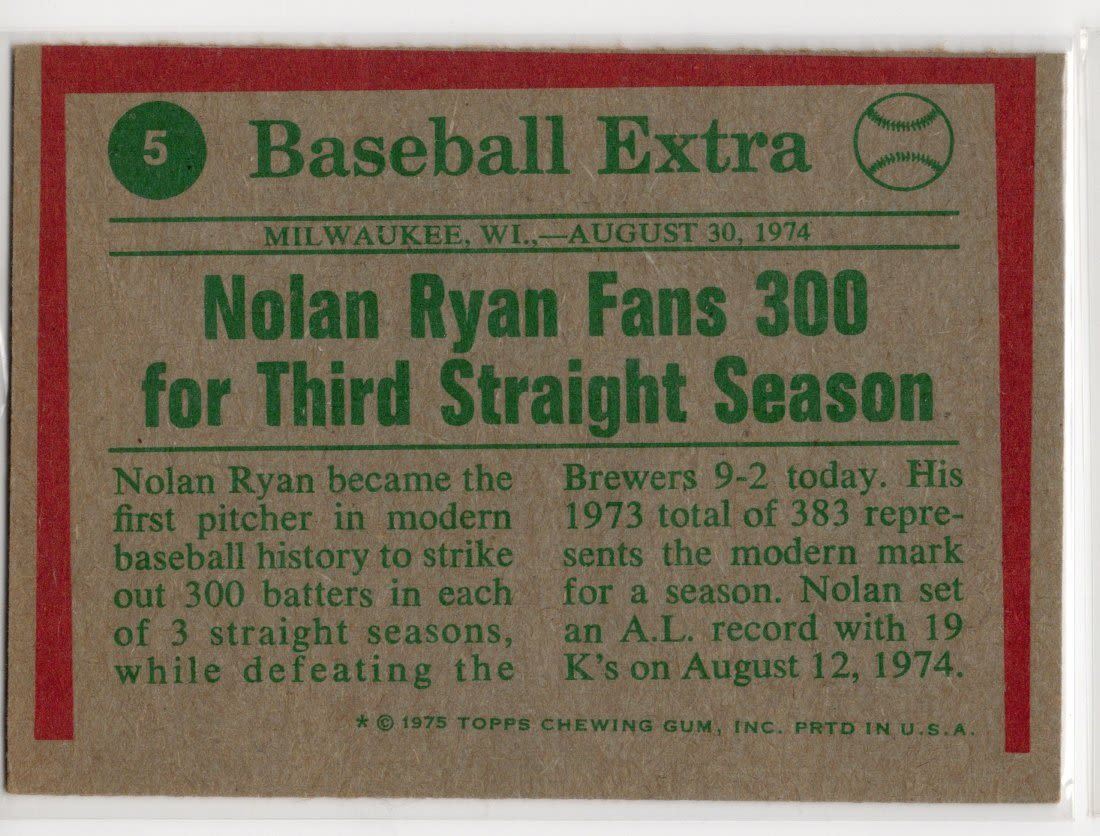 5
Baseball Extra
MILWAUKEE, WI.,—AUGUST 30, 1974
Nolan Ryan Fans 300
for Third Straight Season
Nolan Ryan became the
first pitcher in modern
baseball history to strike
out 300 batters in each
of 3 straight seasons,
while defeating the
Brewers 9-2 today. His
1973 total of 383 repre-
sents the modern mark
for a season. Nolan set
an A.L. record with 19
K's on August 12, 1974.
* © 1975 TOPPS CHEWING GUM, INC. PRTD IN U.S.A.